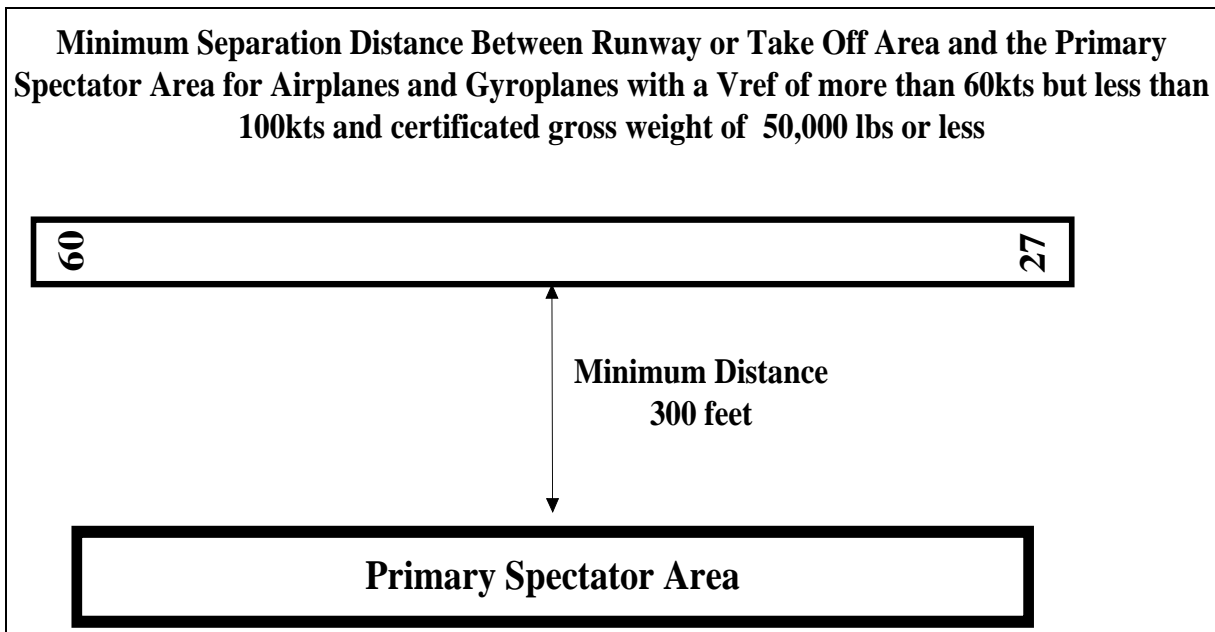 Minimum Separation Distance Between Runway or Take Off Area and the Primary
Spectator Area for Airplanes and Gyroplanes with a Vref of more than 60kts but less than
100kts and certificated gross weight of 50,000 lbs or less
09
27
Minimum Distance
300 feet
Primary Spectator Area